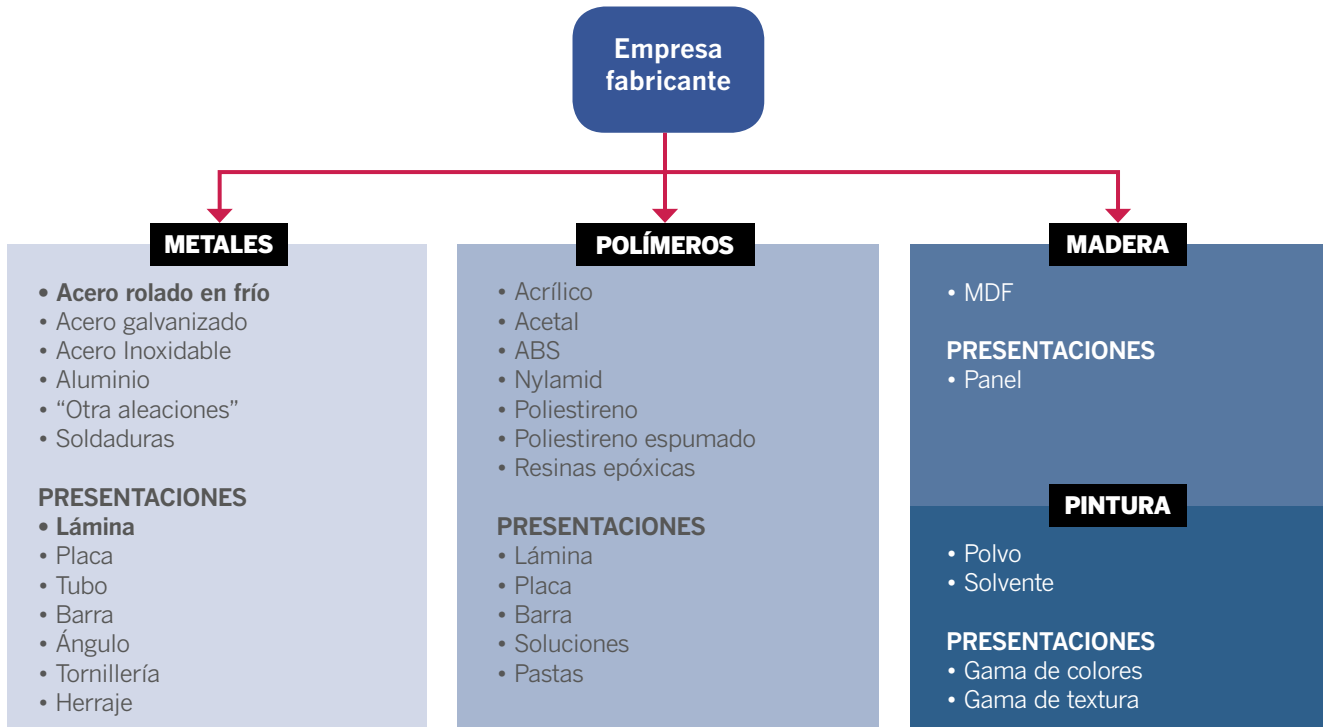 Empresa
fabricante
METALES
• Acero rolado en frío
• Acero galvanizado
• Acero Inoxidable
• Aluminio
• “Otra aleaciones”
• Soldaduras
PRESENTACIONES
• Lámina
• Placa
• Tubo
• Barra
• Ángulo
• Tornillería
• Herraje
POLÍMEROS
• Acrílico
• Acetal
• ABS
• Nylamid
• Poliestireno
• Poliestireno espumado
• Resinas epóxicas
PRESENTACIONES
• Lámina
• Placa
• Barra
• Soluciones
• Pastas
MADERA
• MDF
PRESENTACIONES
• Panel
PINTURA
• Polvo
• Solvente
PRESENTACIONES
• Gama de colores
• Gama de textura